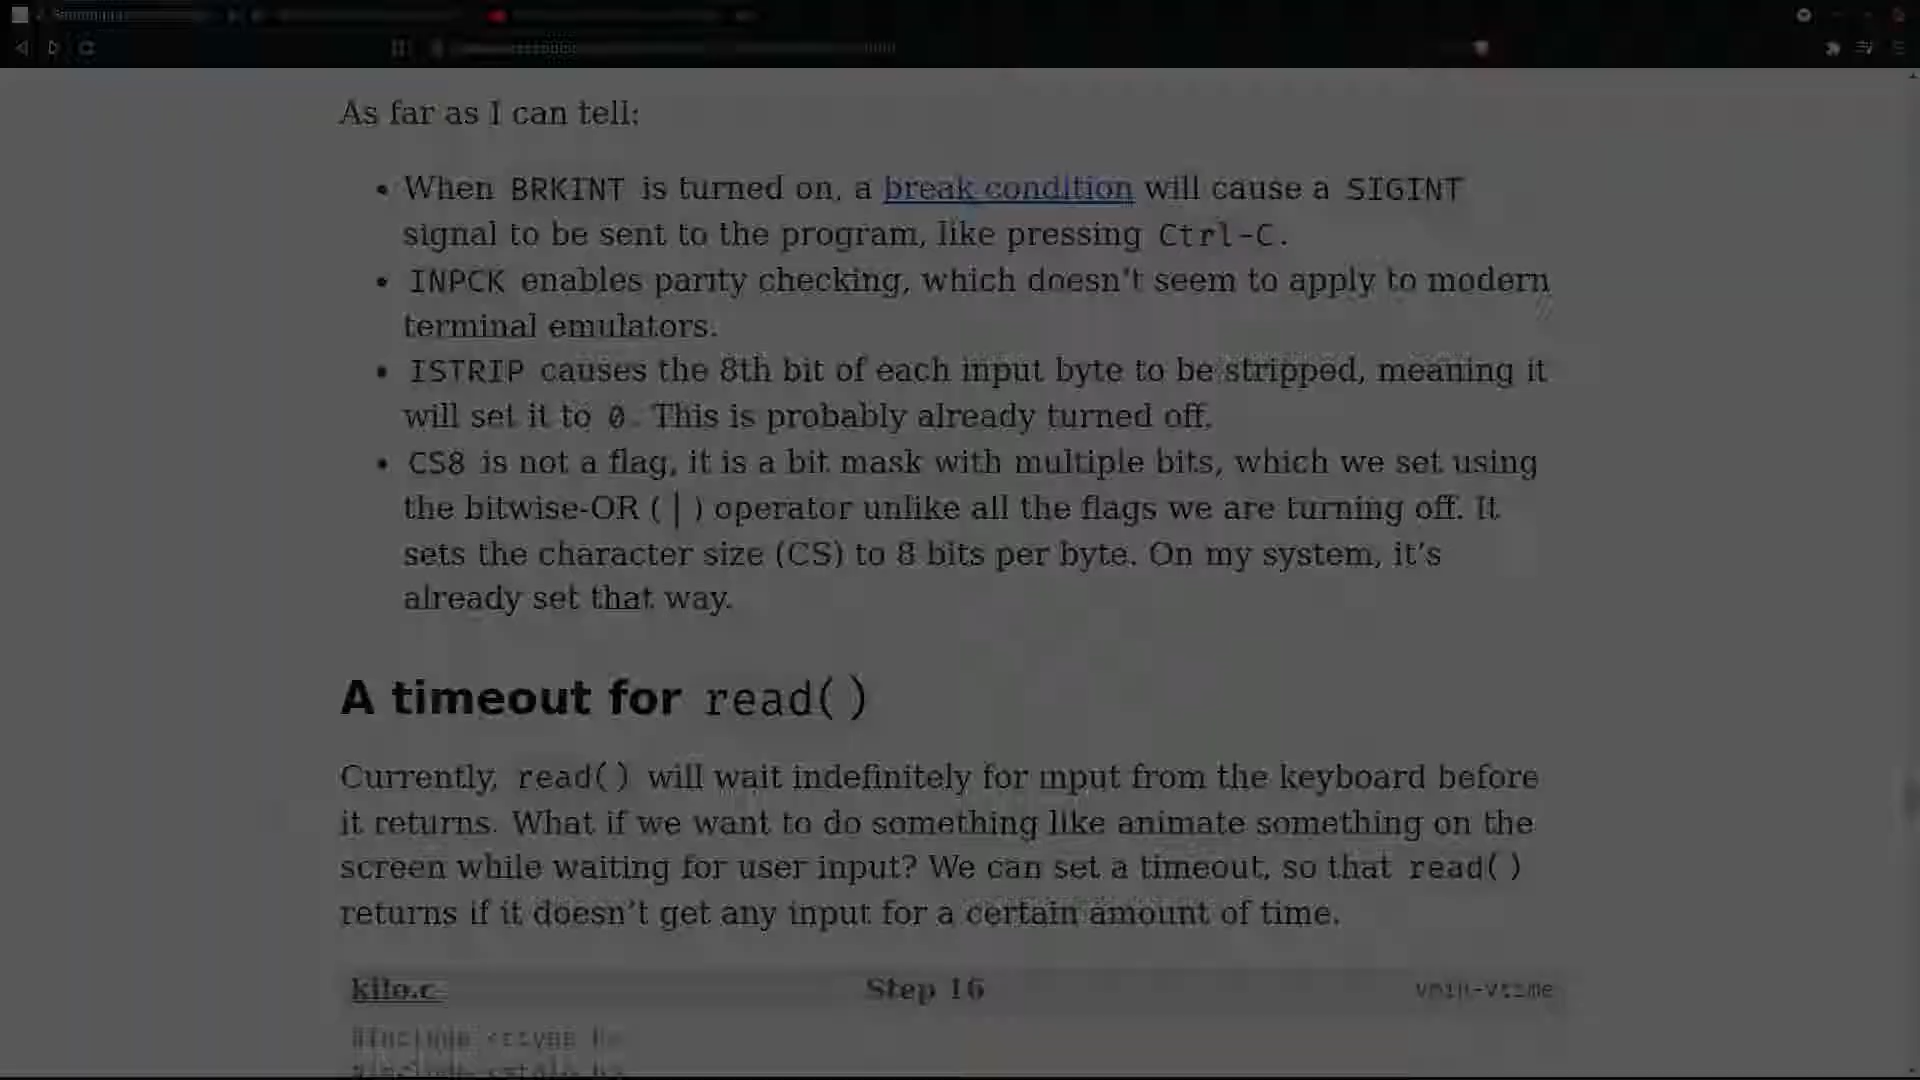 As far as I can tell:
• When BRKINT is turned on, a break condition will cause a SIGINT
signal to be sent to the program, like pressing Ctrl-C.
• INPCK enables parity checking, which doesn't seem to apply to modern
terminal emulators.
• ISTRIP causes the 8th bit of each input byte to be stripped, meaning it
will set it to 0. This is probably already turned off.
• CS8 is not a flag, it is a bit mask with multiple bits, which we set using
the bitwise-OR (|) operator unlike all the flags we are turning off. It
sets the character size (CS) to 8 bits per byte. On my system, it’s
already set that way.
A timeout for read()
Currently, read() will wait indefinitely for input from the keyboard before
it returns. What if we want to do something like animate something on the
screen while waiting for user input? We can set a timeout, so that read()
returns if it doesn’t get any input for a certain amount of time.
kilo.c Step 16 vmin-vtime
#include <ctype.h>